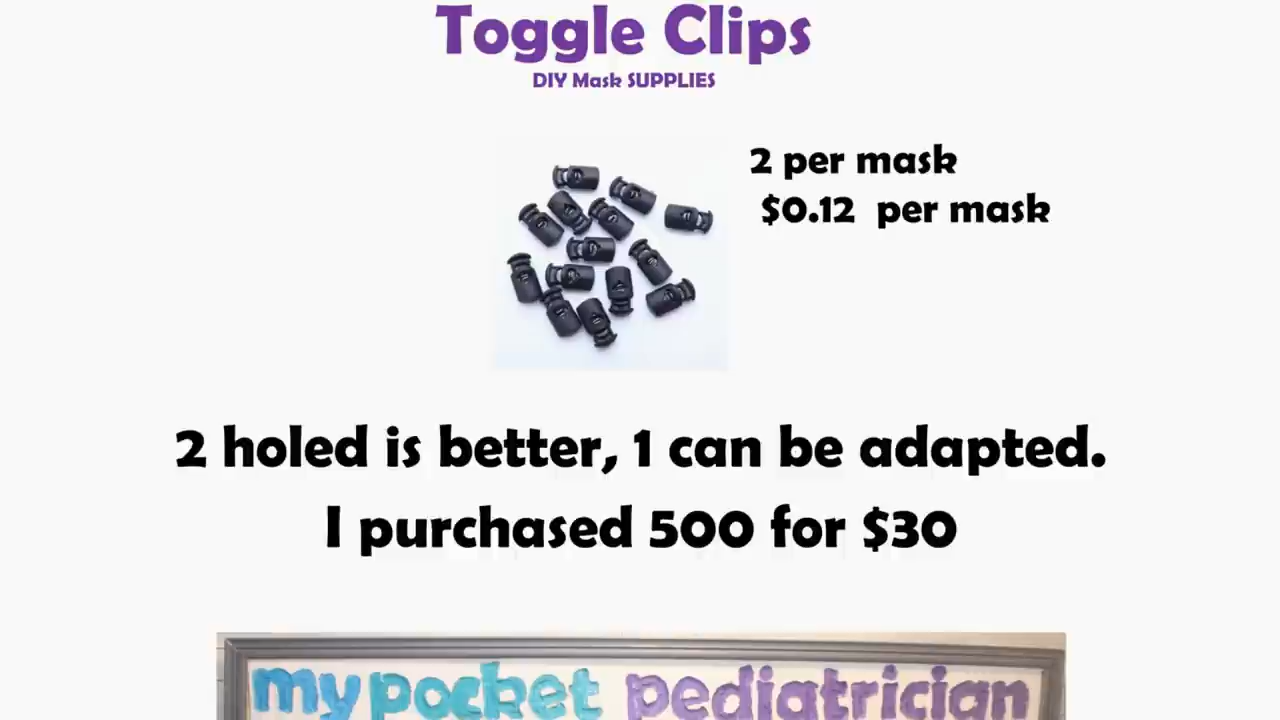 Toggle Clips
DIY Mask SUPPLIES
2 per mask
$0.12 per mask
2 holed is better, 1 can be adapted.
I purchased 500 for $30
my pocket pediatrician